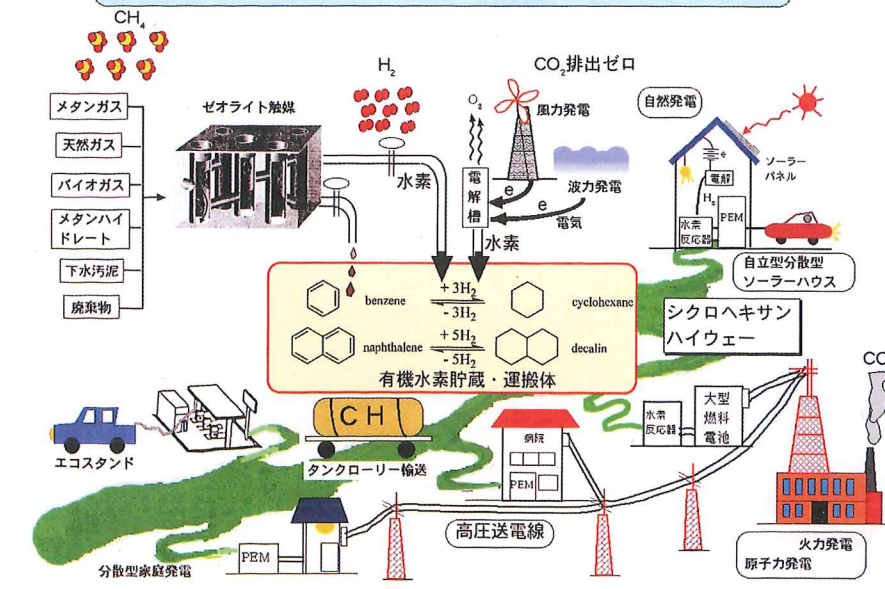 CH4
H2
CO2排出ゼロ
メタンガス
天然ガス
バイオガス
メタンハイ
ドレート
下水汚泥
廃棄物
ゼオライト触媒
水素
O2
電
解
槽
風力発電
波力発電
e
e
電気
水素
自然発電
ソーラー
パネル
e
電解
H2
水素
反応器
PEM
自立型分散型
ソーラーハウス
benzene
+ 3H2
- 3H2
cyclohexane
naphthalene
+ 5H2
- 5H2
decalin
有機水素貯蔵・運搬体
シクロヘキサン
ハイウェー
エコスタンド
CH
タンクローリー輸送
病院
PEM
水素
反応器
大型
燃料
電池
CO
高圧送電線
PEM
分散型家庭発電
火力発電
原子力発電